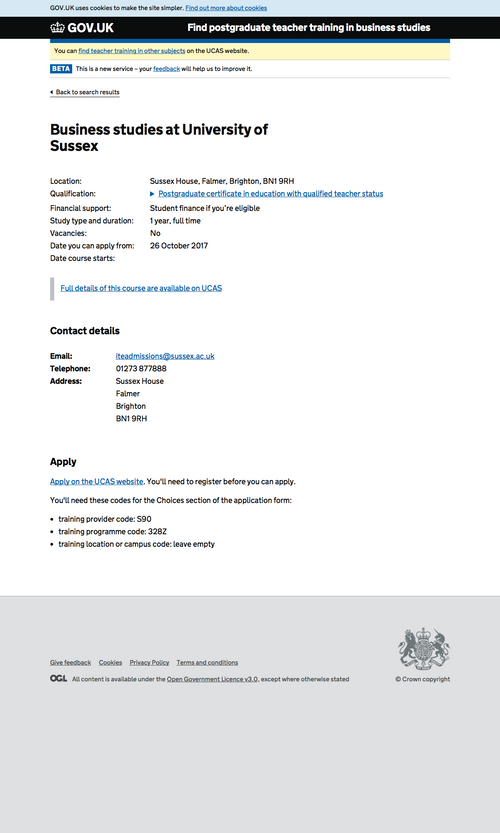 GOV.UK uses cookies to make the site simpler. Find out more about cookies
GOV.UK
Find postgraduate teacher training in business studies
You can find teacher training in other subjects on the UCAS website.
BETA This is a new service – your feedback will help us to improve it.
Back to search results
Business studies at University of
Sussex
Location: Sussex House, Falmer, Brighton, BN1 9RH
Qualification: Postgraduate certificate in education with qualified teacher status
Financial support: Student finance if you're eligible
Study type and duration: 1 year, full time
Vacancies: No
Date you can apply from: 26 October 2017
Date course starts:
Full details of this course are available on UCAS
Contact details
Email: iteadmissions@sussex.ac.uk
Telephone: 01273 877888
Address: Sussex House
Falmer
Brighton
BN1 9RH
Apply
Apply on the UCAS website. You'll need to register before you can apply.
You'll need these codes for the Choices section of the application form:
• training provider code: S90
• training programme code: 328Z
• training location or campus code: leave empty
Give feedback Cookies Privacy Policy Terms and conditions
OGL All content is available under the Open Government Licence v3.0, except where otherwise stated
© Crown copyright